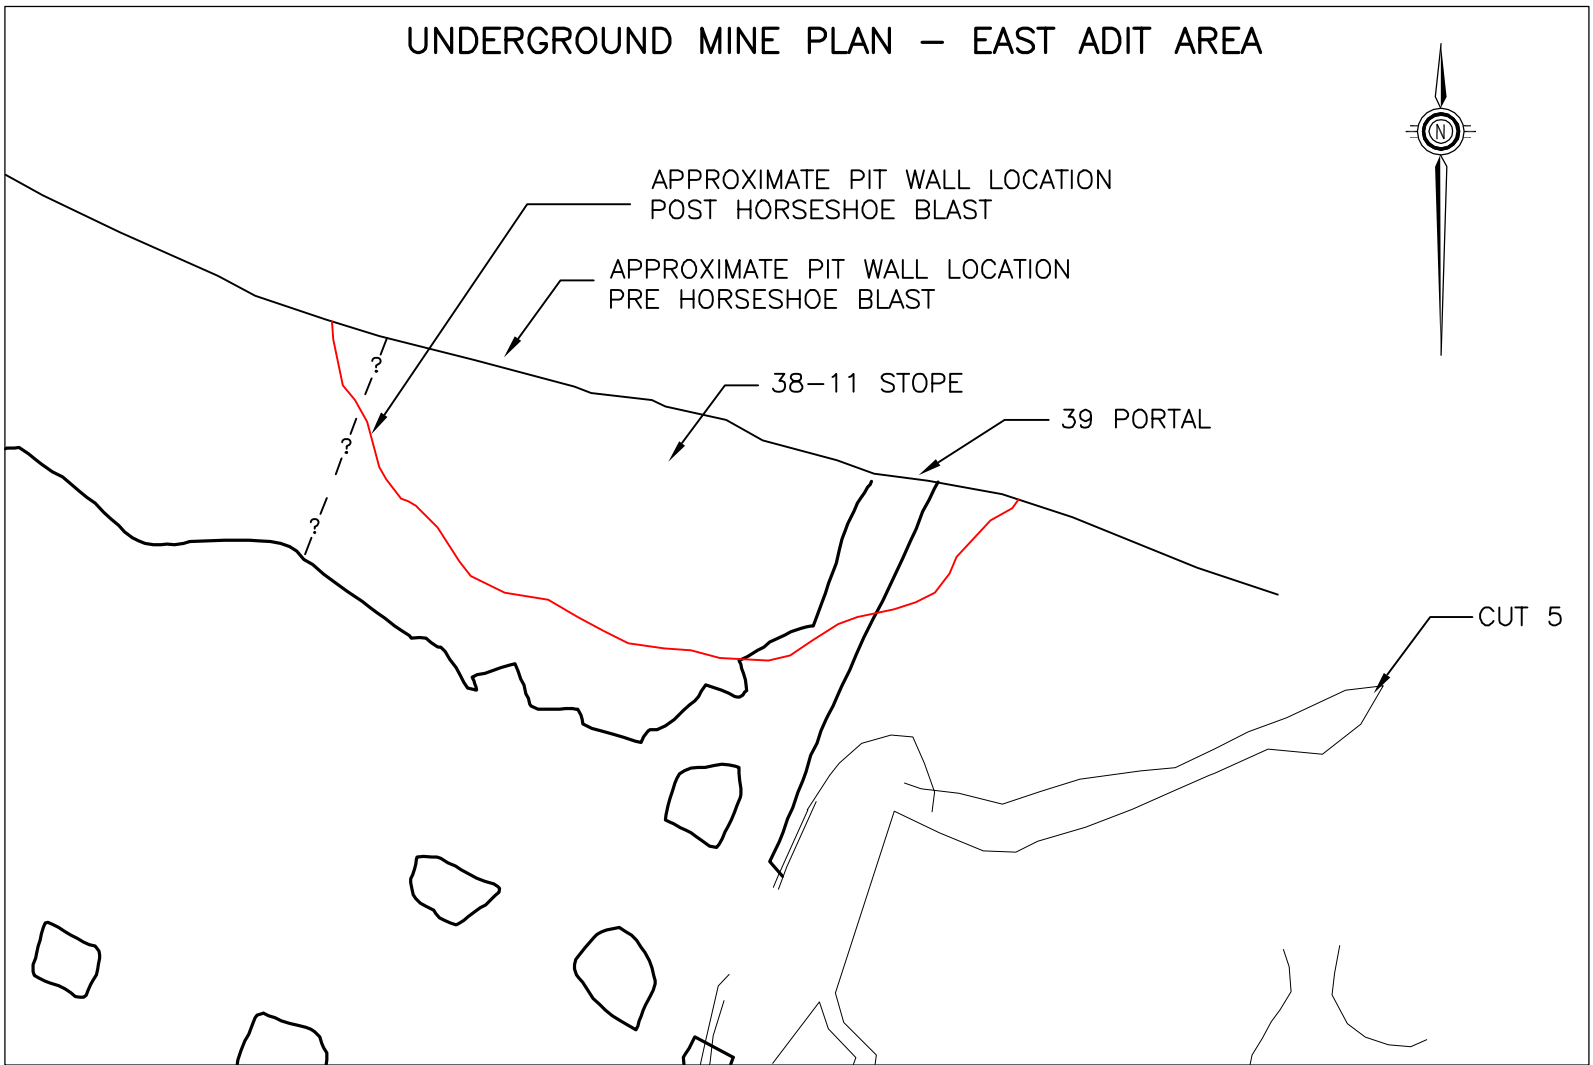 UNDERGROUND MINE PLAN – EAST ADIT AREA
N
APPROXIMATE PIT WALL LOCATION
POST HORSESHOE BLAST
APPROXIMATE PIT WALL LOCATION
PRE HORSESHOE BLAST
?
38-11 STOPE
39 PORTAL
?
?
CUT 5